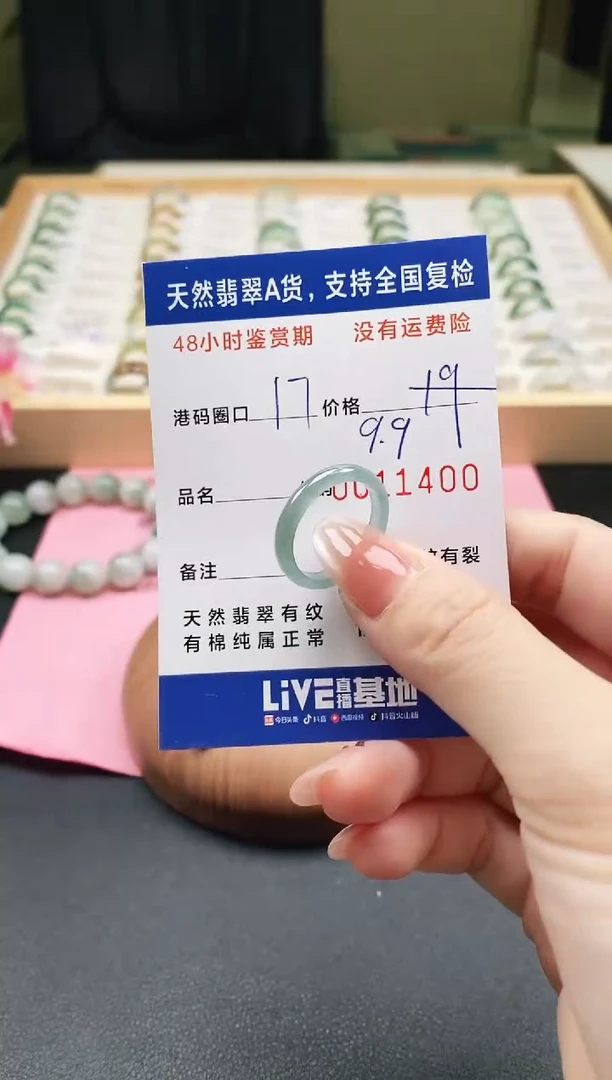 天然翡翠A货，支持全国复检
48小时鉴赏期 没有运费险
港码圈口 17 价格 19
9.9
品名 0011400
备注 有裂
天然翡翠有纹
有棉纯属正常
LiVE直播基地
今日头条 抖音 西瓜视频 抖音火山版